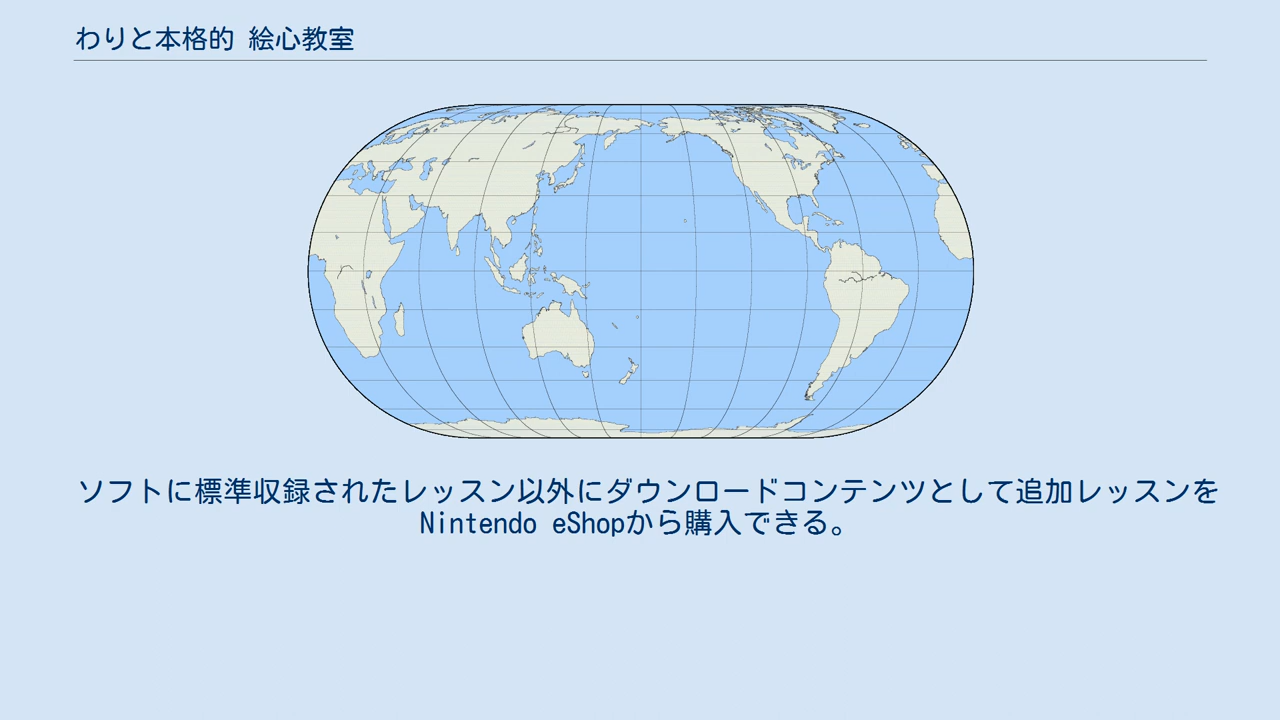 わりと本格的 絵心教室
ソフトに標準収録されたレッスン以外にダウンロードコンテンツとして追加レッスンを
Nintendo eShopから購入できる。